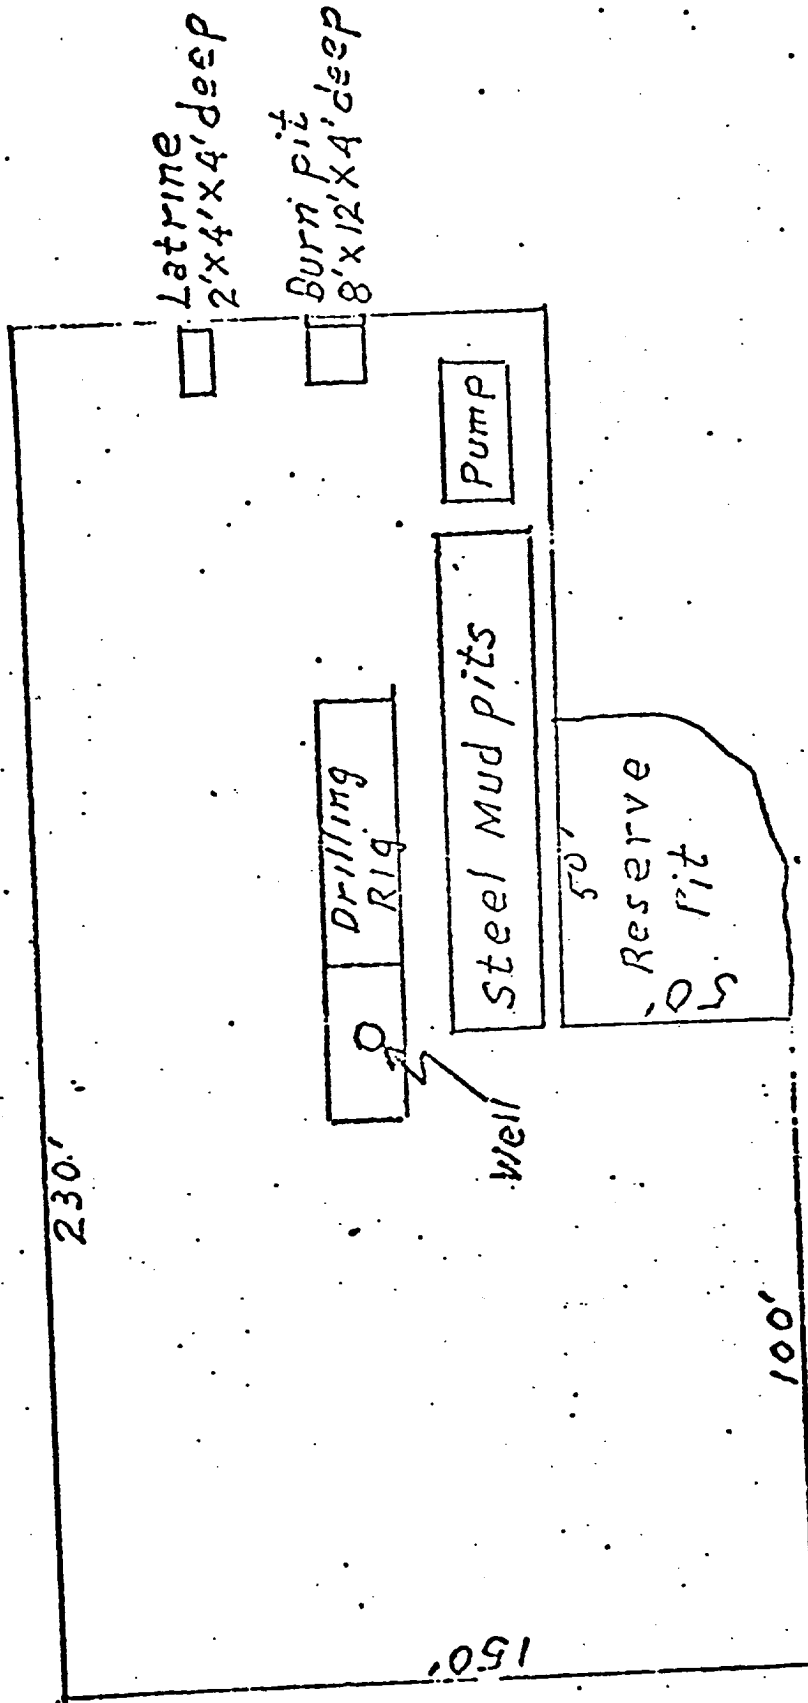 230.'
Latrine
2'x4'x4'deep
Burn pit
8'x12'x4'deep
Drilling
Rig
Pump
Steel Mud pits
Well
50'
Reserve
Pit
50'
100'
150'